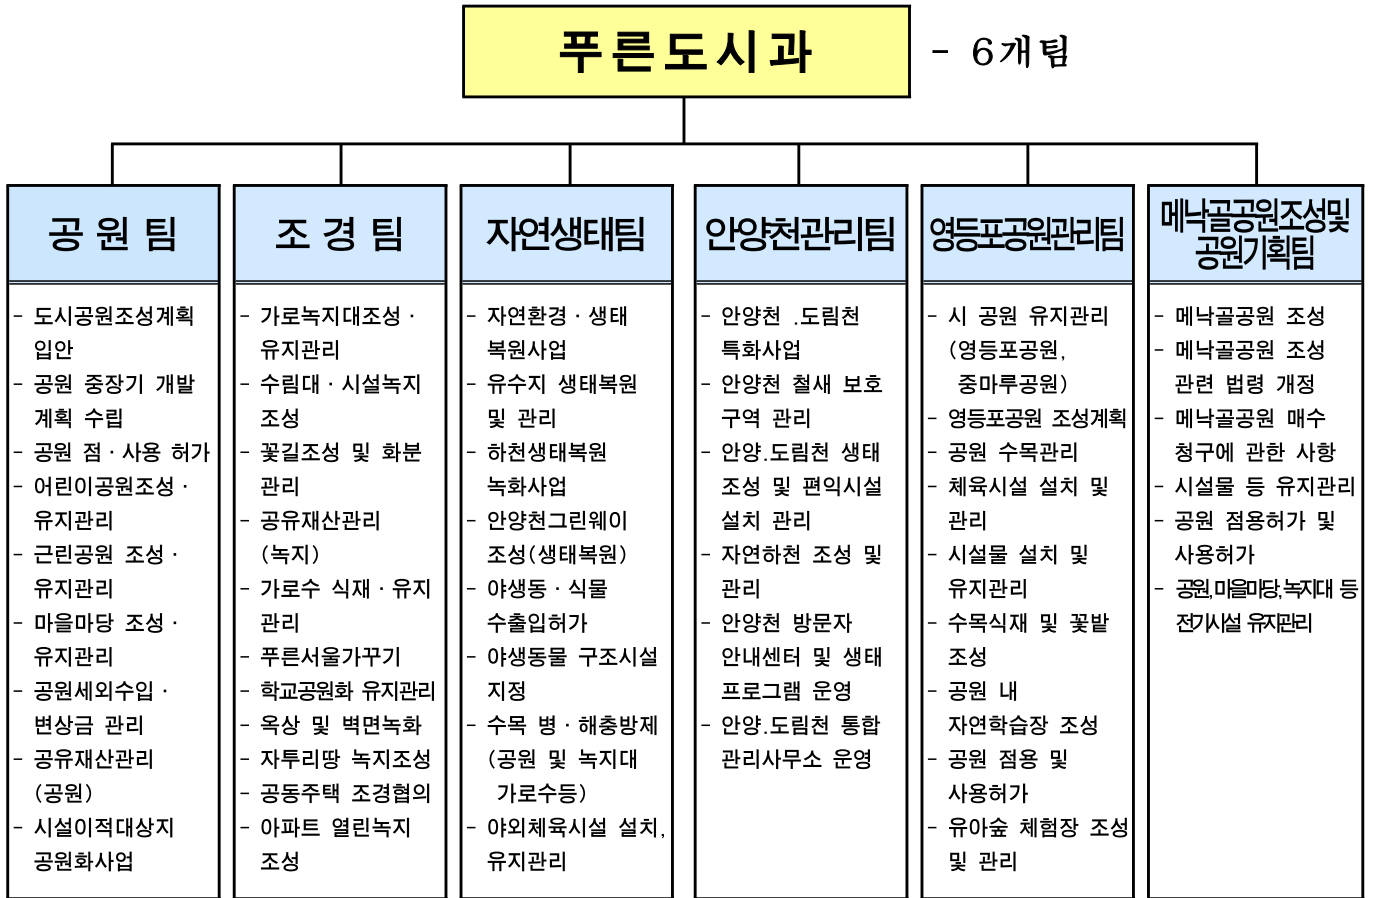 푸른도시과
- 6개팀
공 원 팀
- 도시공원조성계획
입안
- 공원 중장기 개발
계획 수립
- 공원 점·사용 허가
- 어린이공원조성·
유지관리
- 근린공원 조성·
유지관리
- 마을마당 조성·
유지관리
- 공원세외수입·
변상금 관리
- 공유재산관리
(공원)
- 시설이적대상지
공원화사업
조 경 팀
- 가로녹지대조성·
유지관리
- 수림대·시설녹지
조성
- 꽃길조성 및 화분
관리
- 공유재산관리
(녹지)
- 가로수 식재·유지
관리
- 푸른서울가꾸기
- 학교공원화 유지관리
- 옥상 및 벽면녹화
- 자투리땅 녹지조성
- 공동주택 조경협의
- 아파트 열린녹지
조성
자연생태팀
- 자연환경·생태
복원사업
- 유수지 생태복원
및 관리
- 하천생태복원
녹화사업
- 안양천그린웨이
조성(생태복원)
- 야생동·식물
수출입허가
- 야생동물 구조시설
지정
- 수목 병·해충방제
(공원 및 녹지대
가로수등)
- 야외체육시설 설치,
유지관리
안양천관리팀
- 안양천 .도림천
특화사업
- 안양천 철새 보호
구역 관리
- 안양.도림천 생태
조성 및 편익시설
설치 관리
- 자연하천 조성 및
관리
- 안양천 방문자
안내센터 및 생태
프로그램 운영
- 안양.도림천 통합
관리사무소 운영
영등포공원관리팀
- 시 공원 유지관리
(영등포공원,
중마루공원)
- 영등포공원 조성계획
- 공원 수목관리
- 체육시설 설치 및
관리
- 시설물 설치 및
유지관리
- 수목식재 및 꽃밭
조성
- 공원 내
자연학습장 조성
- 공원 점용 및
사용허가
- 유아숲 체험장 조성
및 관리
메낙골공원조성및
공원기획팀
- 메낙골공원 조성
- 메낙골공원 조성
관련 법령 개정
- 메낙골공원 매수
청구에 관한 사항
- 시설물 등 유지관리
- 공원 점용허가 및
사용허가
- 공원,마을마당,녹지대 등
전기시설 유지관리